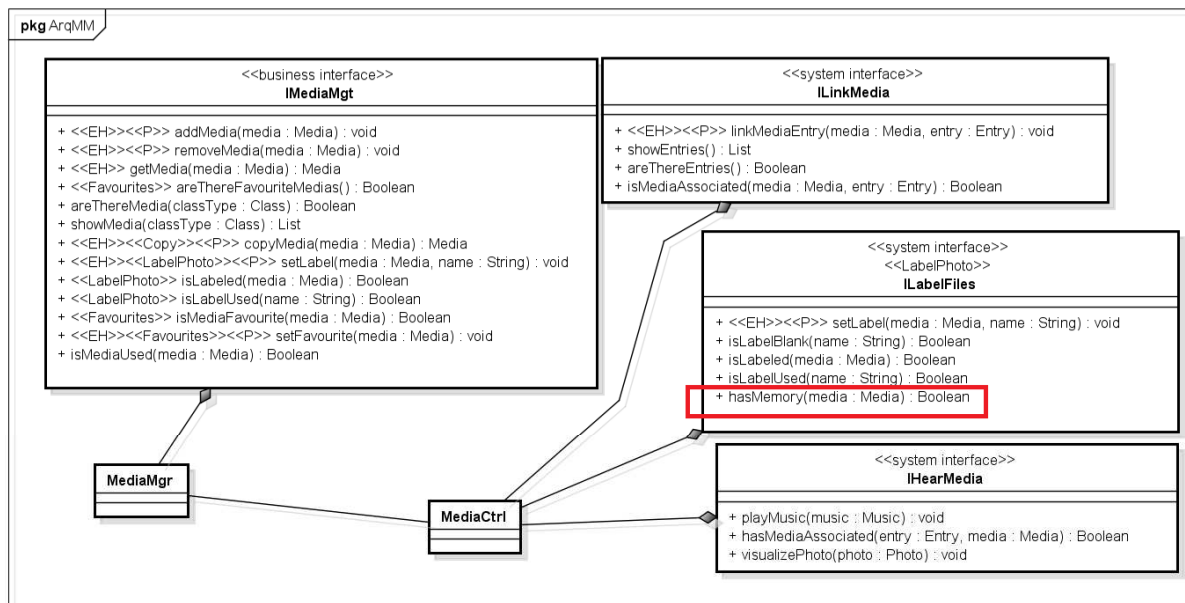 pkg ArqMM
<<business interface>>
IMediaMgt
+ <<EH>><<P>> addMedia(media : Media) : void
+ <<EH>><<P>> removeMedia(media : Media) : void
+ <<EH>> getMedia(media : Media) : Media
+ <<Favourites>> areThereFavouriteMedias() : Boolean
+ areThereMedia(classType : Class) : Boolean
+ showMedia(classType : Class) : List
+ <<EH>><<Copy>><<P>> copyMedia(media : Media) : Media
+ <<EH>><<LabelPhoto>><<P>> setLabel(media : Media, name : String) : void
+ <<LabelPhoto>> isLabeled(media : Media) : Boolean
+ <<LabelPhoto>> isLabelUsed(name : String) : Boolean
+ <<Favourites>> isMediaFavourite(media : Media) : Boolean
+ <<EH>><<Favourites>><<P>> setFavourite(media : Media) : void
+ isMediaUsed(media : Media) : Boolean
<<system interface>>
ILinkMedia
+ <<EH>><<P>> linkMediaEntry(media : Media, entry : Entry) : void
+ showEntries() : List
+ areThereEntries() : Boolean
+ isMediaAssociated(media : Media, entry : Entry) : Boolean
<<system interface>>
<<LabelPhoto>>
ILabelFiles
+ <<EH>><<P>> setLabel(media : Media, name : String) : void
+ isLabelBlank(name : String) : Boolean
+ isLabeled(media : Media) : Boolean
+ isLabelUsed(name : String) : Boolean
+ hasMemory(media : Media) : Boolean
<<system interface>>
IHearMedia
+ playMusic(music : Music) : void
+ hasMediaAssociated(entry : Entry, media : Media) : Boolean
+ visualizePhoto(photo : Photo) : void
MediaMgr
MediaCtrl